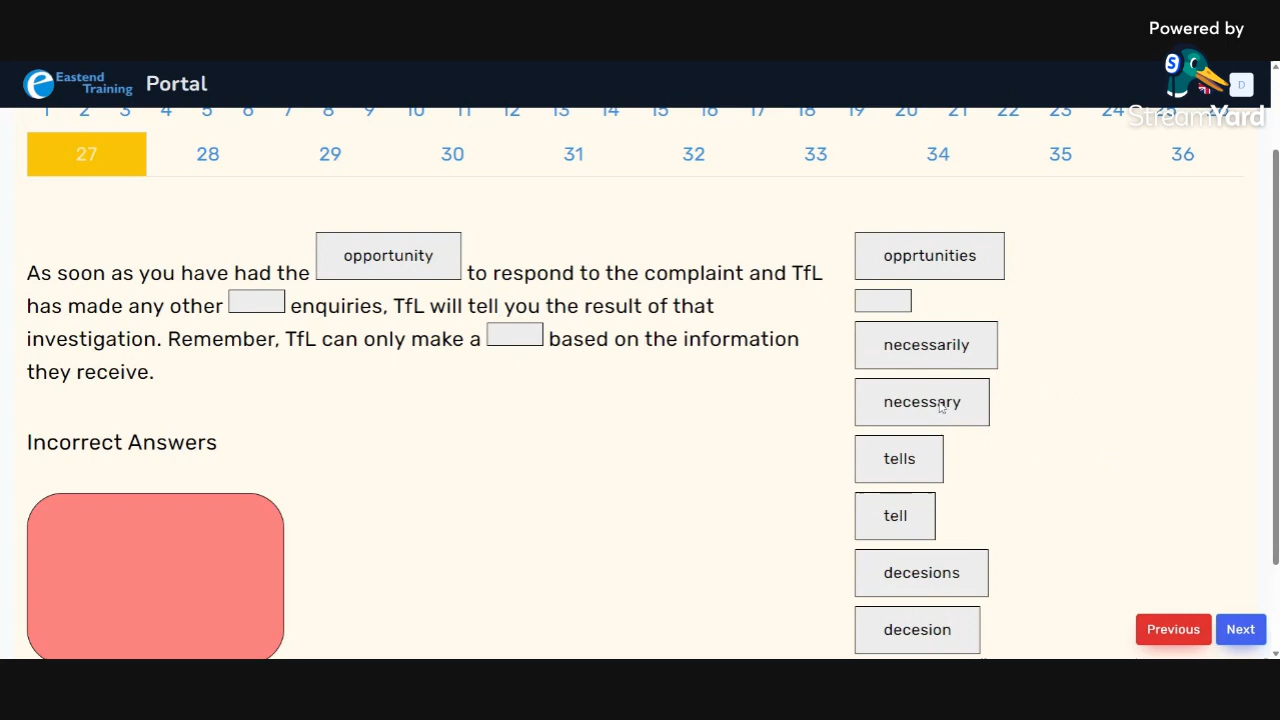 Powered by
Eastend
Training
Portal
D
StreamYard
1 2 3 4 5 6 7 8 9 10 11 12 13 14 15 16 17 18 19 20 21 22 23 24 25 26
27 28 29 30 31 32 33 34 35 36
As soon as you have had the opportunity to respond to the complaint and TfL
has made any other enquiries, TfL will tell you the result of that
investigation. Remember, TfL can only make a based on the information
they receive.
Incorrect Answers
opprtunities
necessarily
necessary
tells
tell
decesions
decesion
Previous
Next